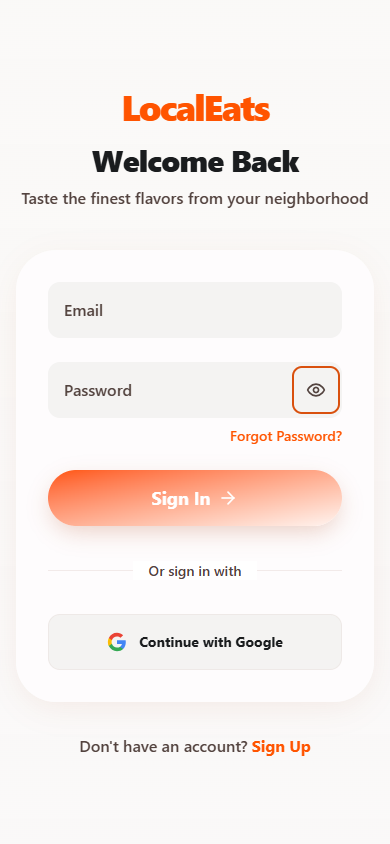 LocalEats
Welcome Back
Taste the finest flavors from your neighborhood
Email
Password
Forgot Password?
Sign In
Or sign in with
Continue with Google
Don't have an account? Sign Up